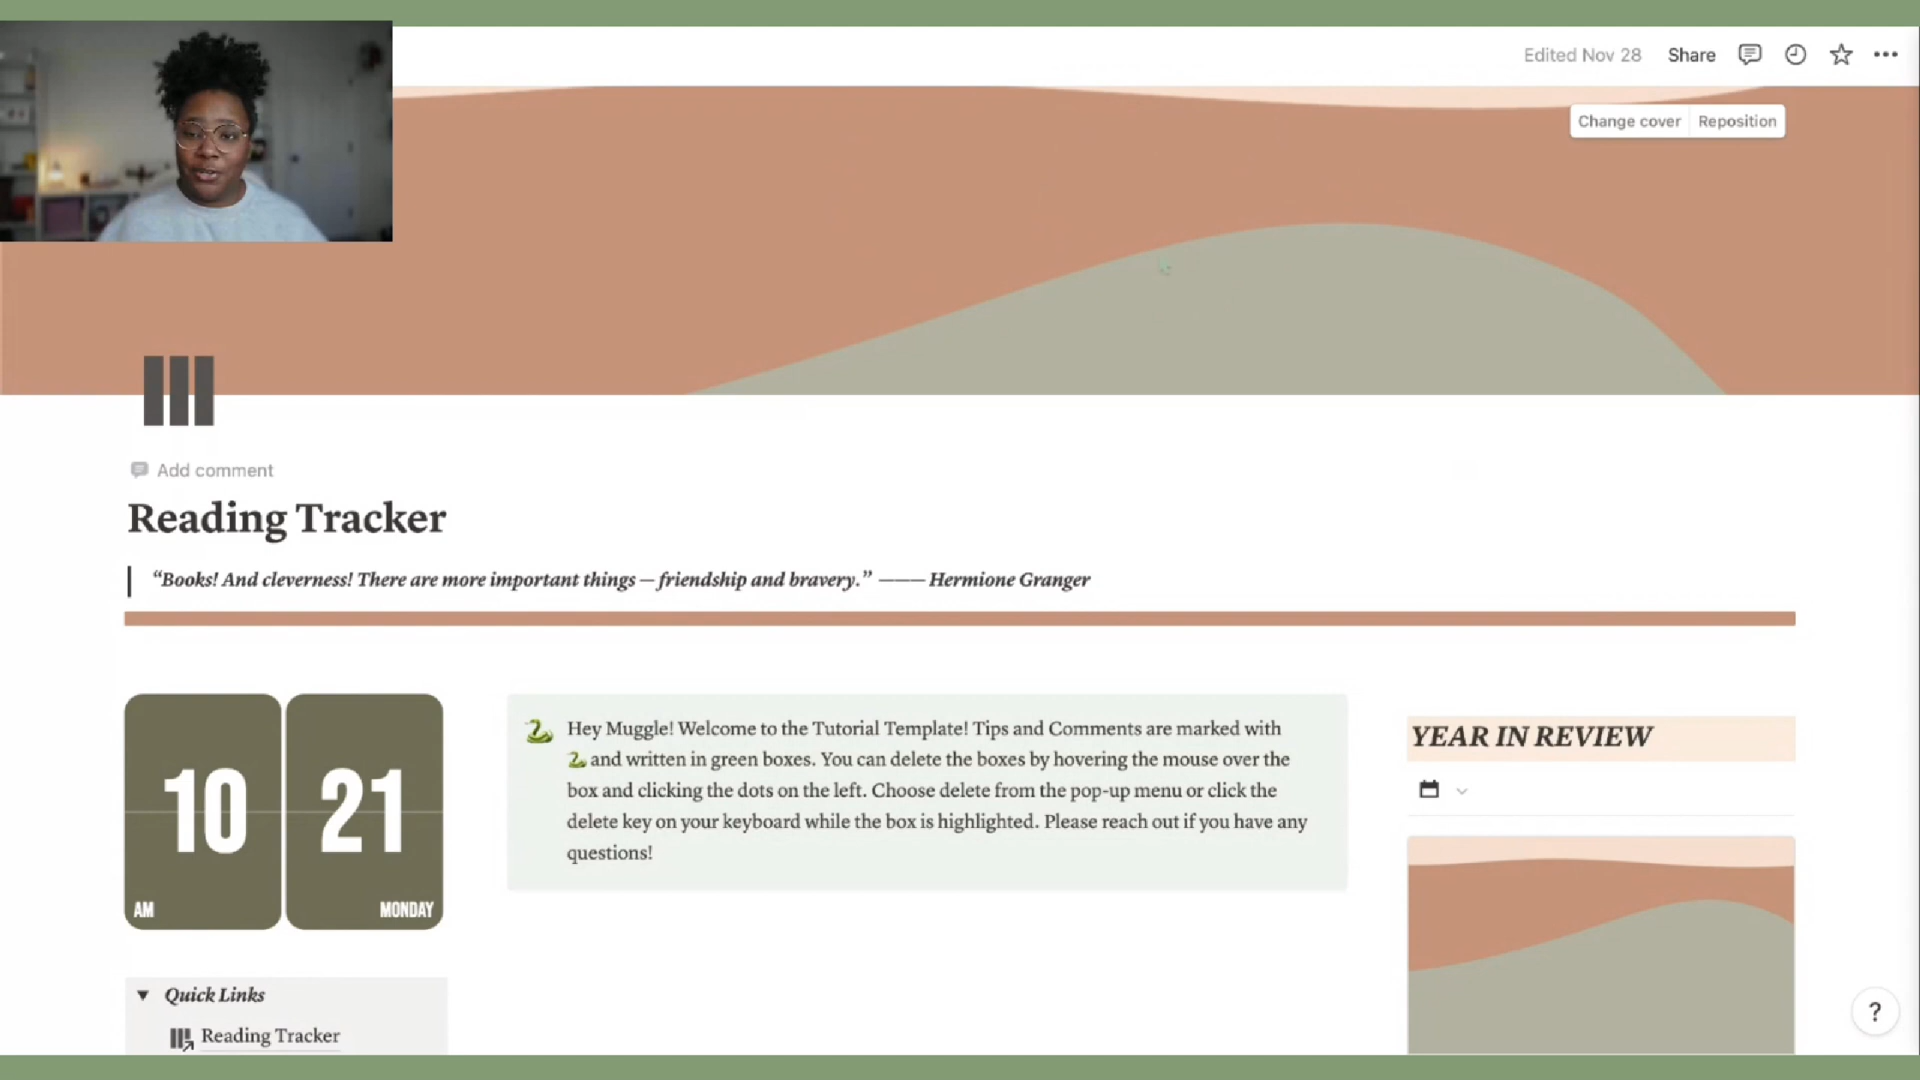 Edited Nov 28 Share
Change cover Reposition
Add comment
Reading Tracker
“Books! And cleverness! There are more important things — friendship and bravery.” ——— Hermione Granger
10 21
AM MONDAY
Hey Muggle! Welcome to the Tutorial Template! Tips and Comments are marked with
🐍 and written in green boxes. You can delete the boxes by hovering the mouse over the
box and clicking the dots on the left. Choose delete from the pop-up menu or click the
delete key on your keyboard while the box is highlighted. Please reach out if you have any
questions!
YEAR IN REVIEW
Quick Links
Reading Tracker
?